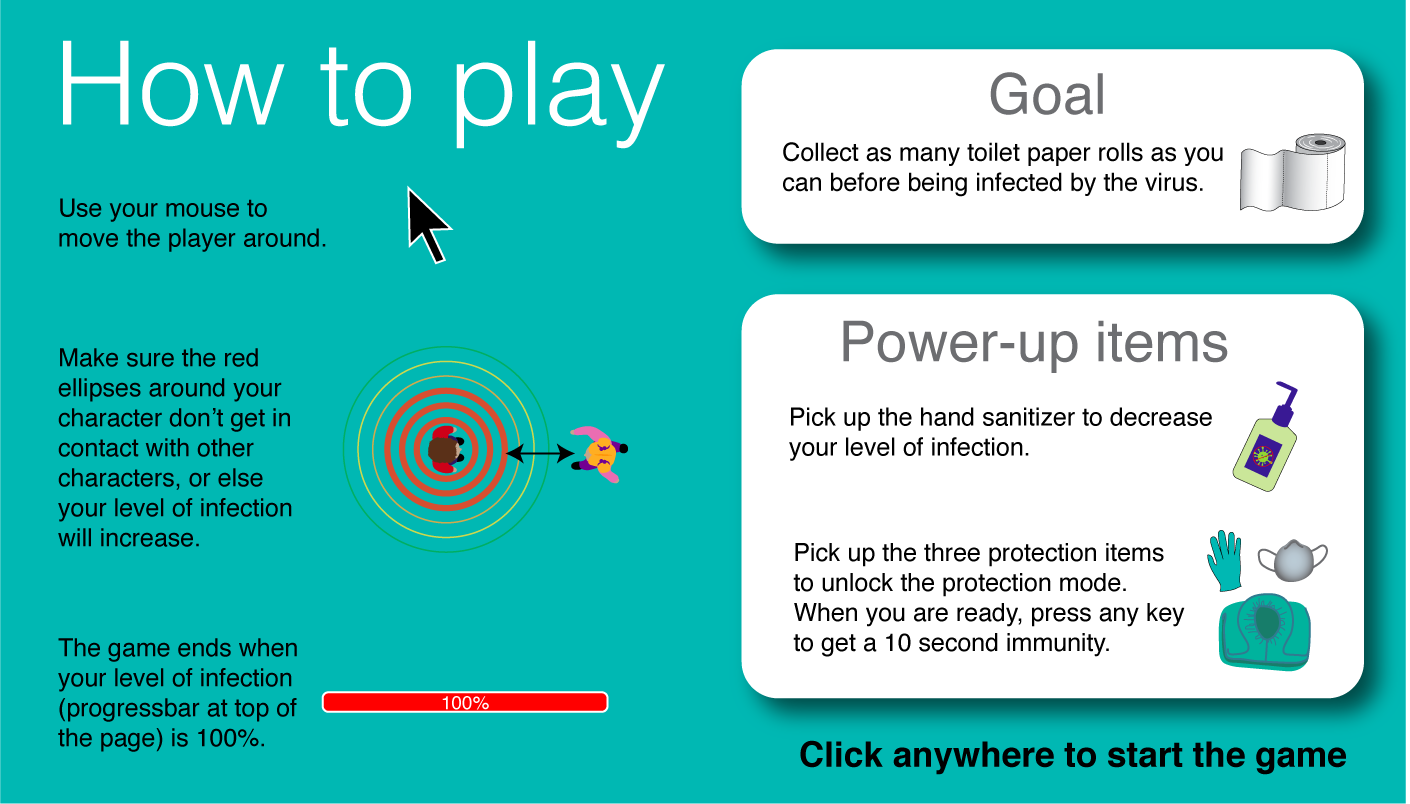 How to play
Use your mouse to
move the player around.
Make sure the red
ellipses around your
character don’t get in
contact with other
characters, or else
your level of infection
will increase.
The game ends when
your level of infection
(progressbar at top of
the page) is 100%.
100%
Goal
Collect as many toilet paper rolls as you
can before being infected by the virus.
Power-up items
Pick up the hand sanitizer to decrease
your level of infection.
Pick up the three protection items
to unlock the protection mode.
When you are ready, press any key
to get a 10 second immunity.
Click anywhere to start the game